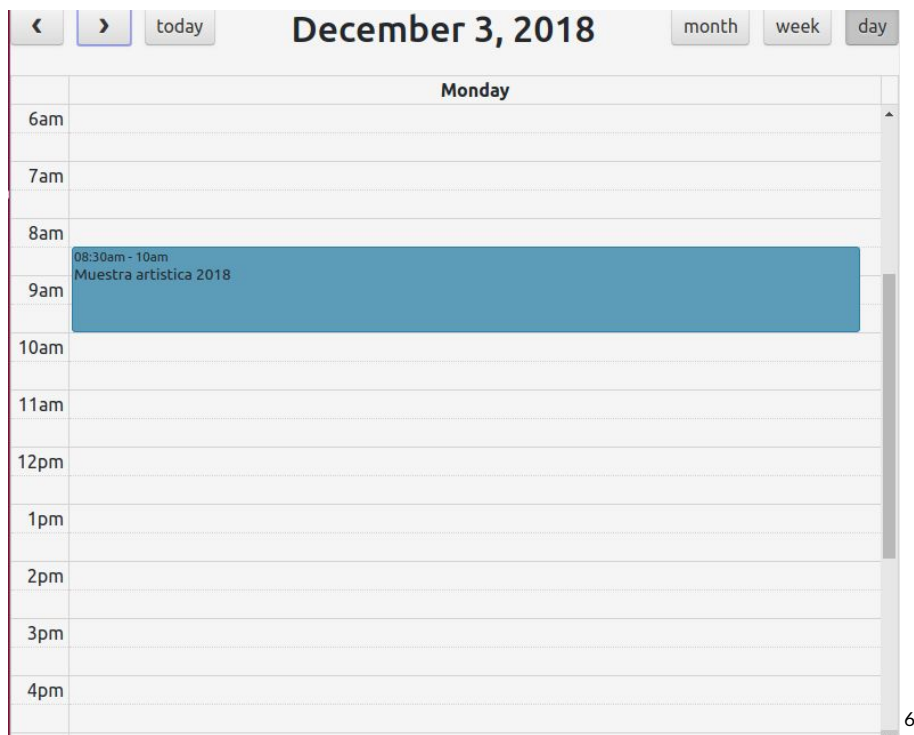 ‹ › today December 3, 2018 month week day
Monday
6am
7am
8am
08:30am - 10am
Muestra artistica 2018
9am
10am
11am
12pm
1pm
2pm
3pm
4pm
6